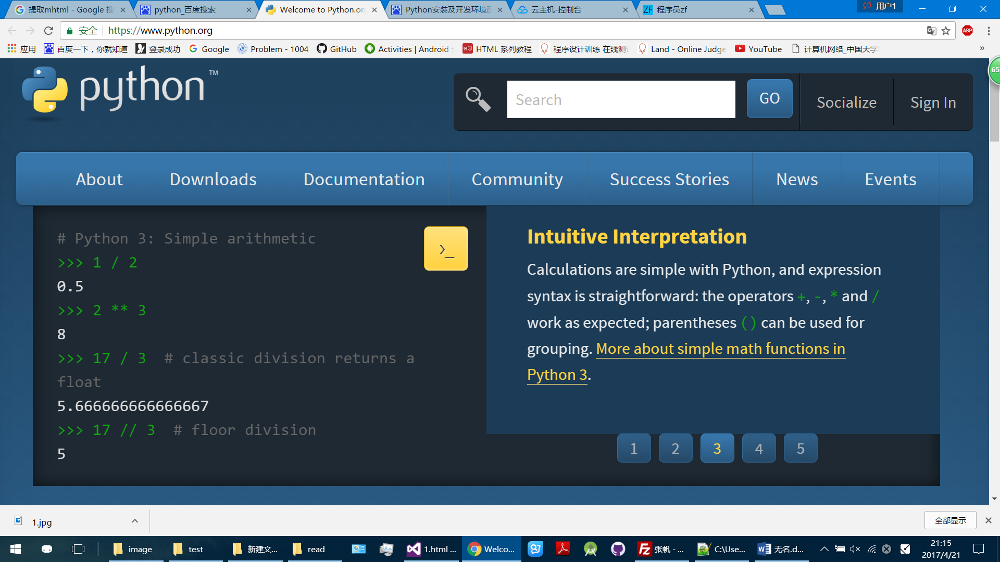 提取mhtml - Google 搜
python_百度搜索
Welcome to Python.org
Python安装及开发环境配
云主机-控制台
ZF 程序员zf
用户1
安全 https://www.python.org
ABP
应用
百度一下，你就知道
登录成功
Google
Problem - 1004
GitHub
Activities | Android
w3 HTML 系列教程
程序设计训练 在线测
Land - Online Judge
YouTube
计算机网络_中国大学
»
65
python™
Search
GO
Socialize
Sign In
About
Downloads
Documentation
Community
Success Stories
News
Events
# Python 3: Simple arithmetic
>>> 1 / 2
0.5
>>> 2 ** 3
8
>>> 17 / 3  # classic division returns a
float
5.666666666666667
>>> 17 // 3  # floor division
5
>_
Intuitive Interpretation
Calculations are simple with Python, and expression
syntax is straightforward: the operators +, -, * and /
work as expected; parentheses () can be used for
grouping. More about simple math functions in
Python 3.
1 2 3 4 5
1.jpg
全部显示
image
test
新建文...
read
1.html ...
Welco...
张帆 - ...
C:\Use...
无名.d...
21:15
2017/4/21